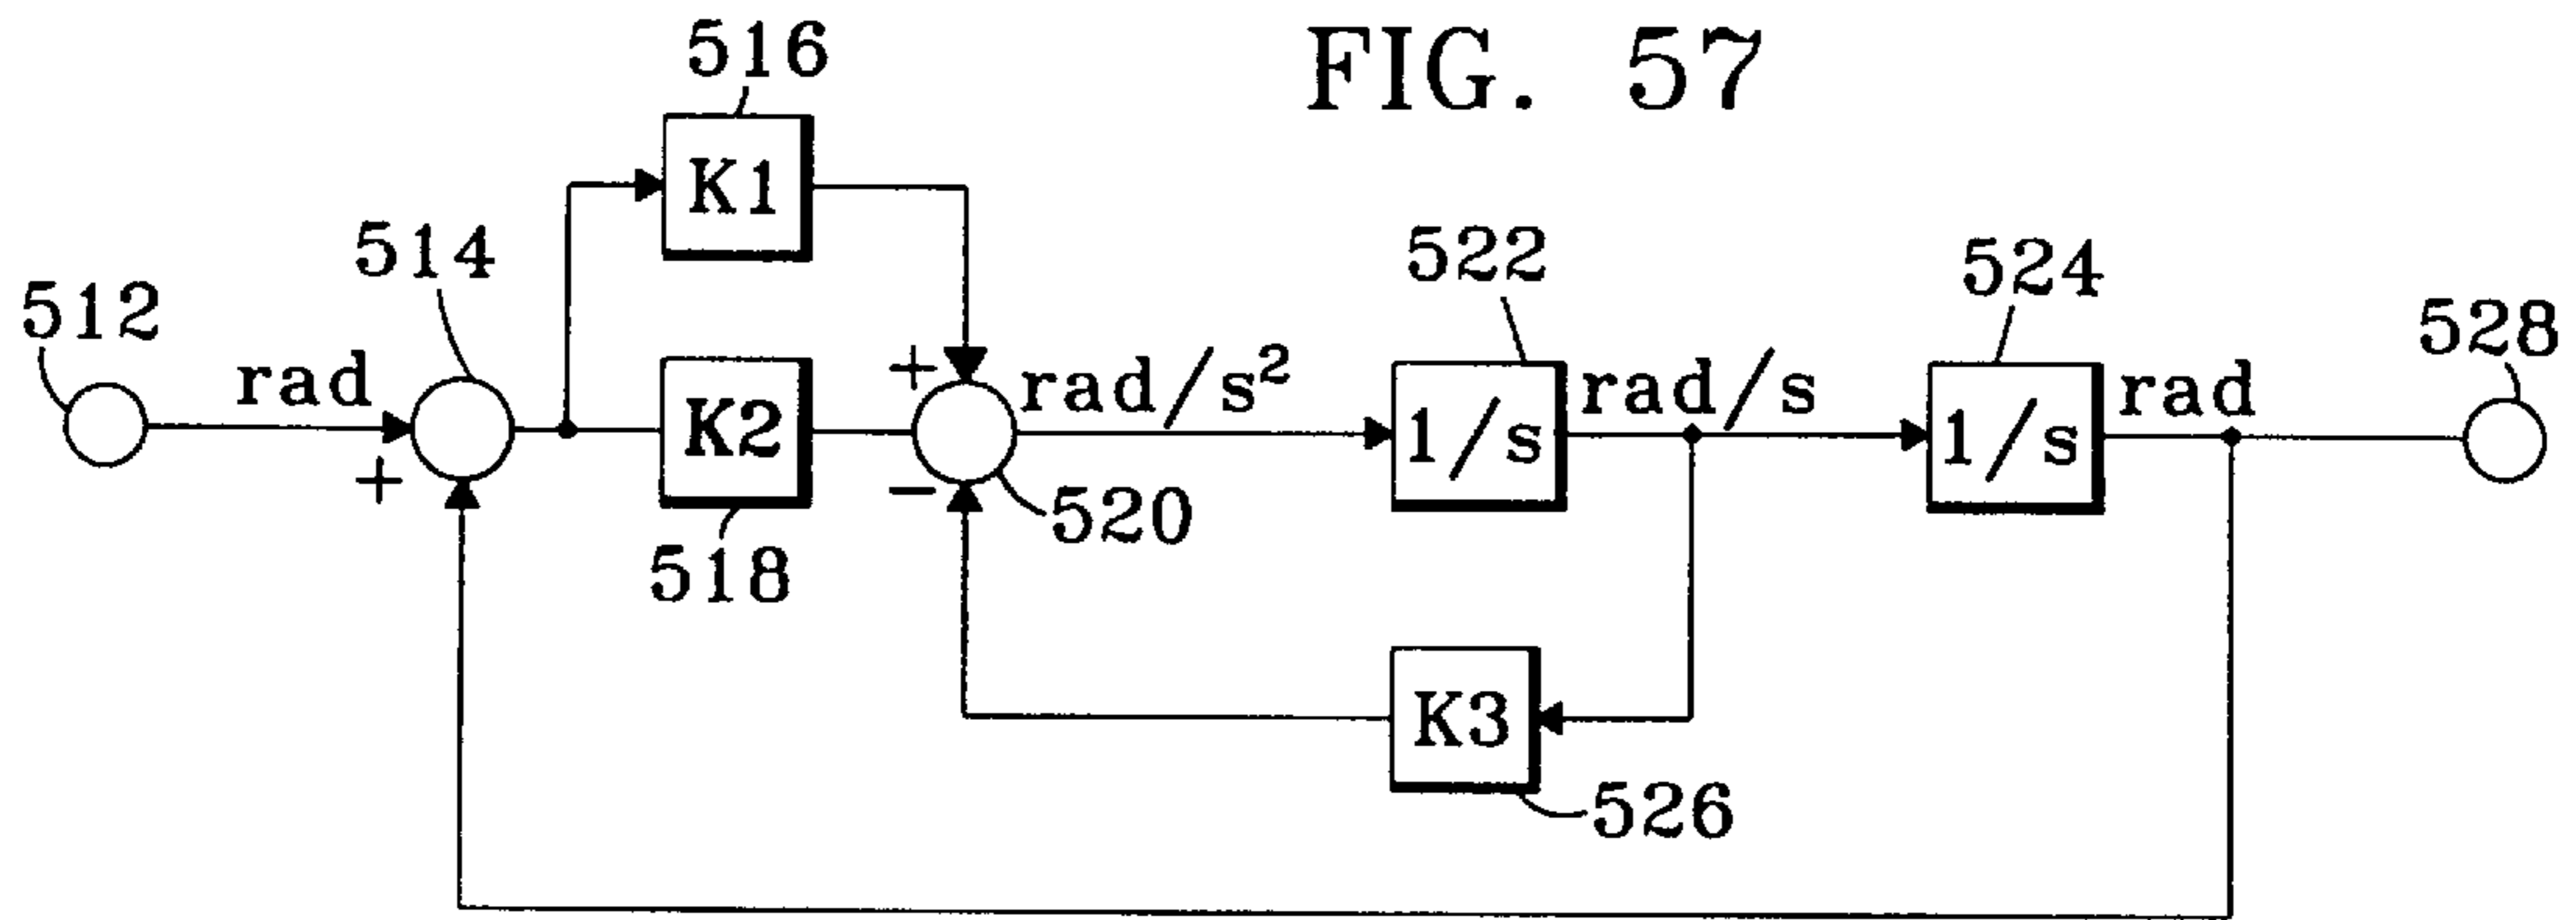 FIG. 57
516
K1
514
522
524
512
528
rad
+
+
K2
-
rad/s²
1/s
rad/s
1/s
rad
520
518
K3
526